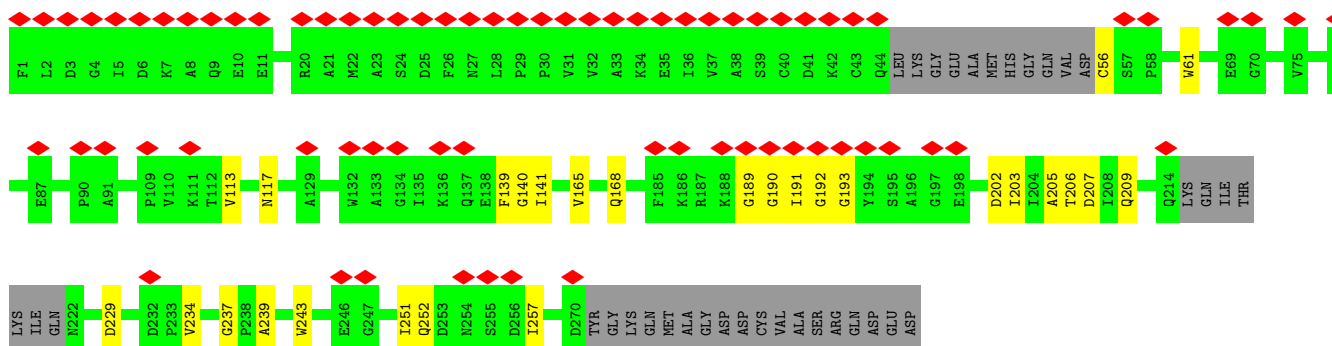 F1 L2 D3 G4 I5 D6 K7 A8 Q9 E10 E11 R20 A21 M22 A23 S24 D25 F26 N27 L28 P29 P30 V31 V32 A33 K34 E35 I36 V37 A38 S39 C40 D41 K42 C43 Q44 LEU LYS GLY GLU ALA MET HIS GLY GLN VAL ASP C56 S57 P58 W61 E69 G70 V75
E87 P90 A91 P109 V110 K111 T112 V113 N117 A129 W132 A133 G134 I135 K136 Q137 E138 F139 G140 I141 V165 Q168 F185 K186 R187 K188 G189 G190 I191 G192 G193 Y194 S195 A196 G197 E198 D202 I203 I204 A205 T206 D207 I208 Q209 Q214 LYS GLN ILE THR
LYS ILE GLN N222 D229 D232 P233 V234 G237 P238 A239 W243 E246 G247 I251 Q252 D253 N254 S255 D256 I257 D270 TYR GLY LYS GLN MET ALA GLY ASP ASP CYS VAL ALA SER ARG GLN ASP GLU ASP